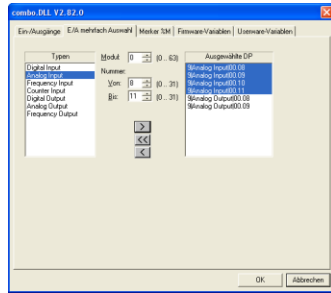 combo.DLL V2.82.0
Ein-/Ausgänge
E/A mehrfach Auswahl
Merker %M
Firmware-Variablen
Userware-Variablen
Typen
Digital Input
Analog Input
Frequency Input
Counter Input
Digital Output
Analog Output
Frequency Output
Modul: 0 (0 .. 63)
Nummer:
Von: 8 (0 .. 31)
Bis: 11 (0 .. 31)
>
<<
<
Ausgewählte DP
Analog Input00.08
Analog Input00.09
Analog Input00.10
Analog Input00.11
Analog Output00.08
Analog Output00.09
OK
Abbrechen